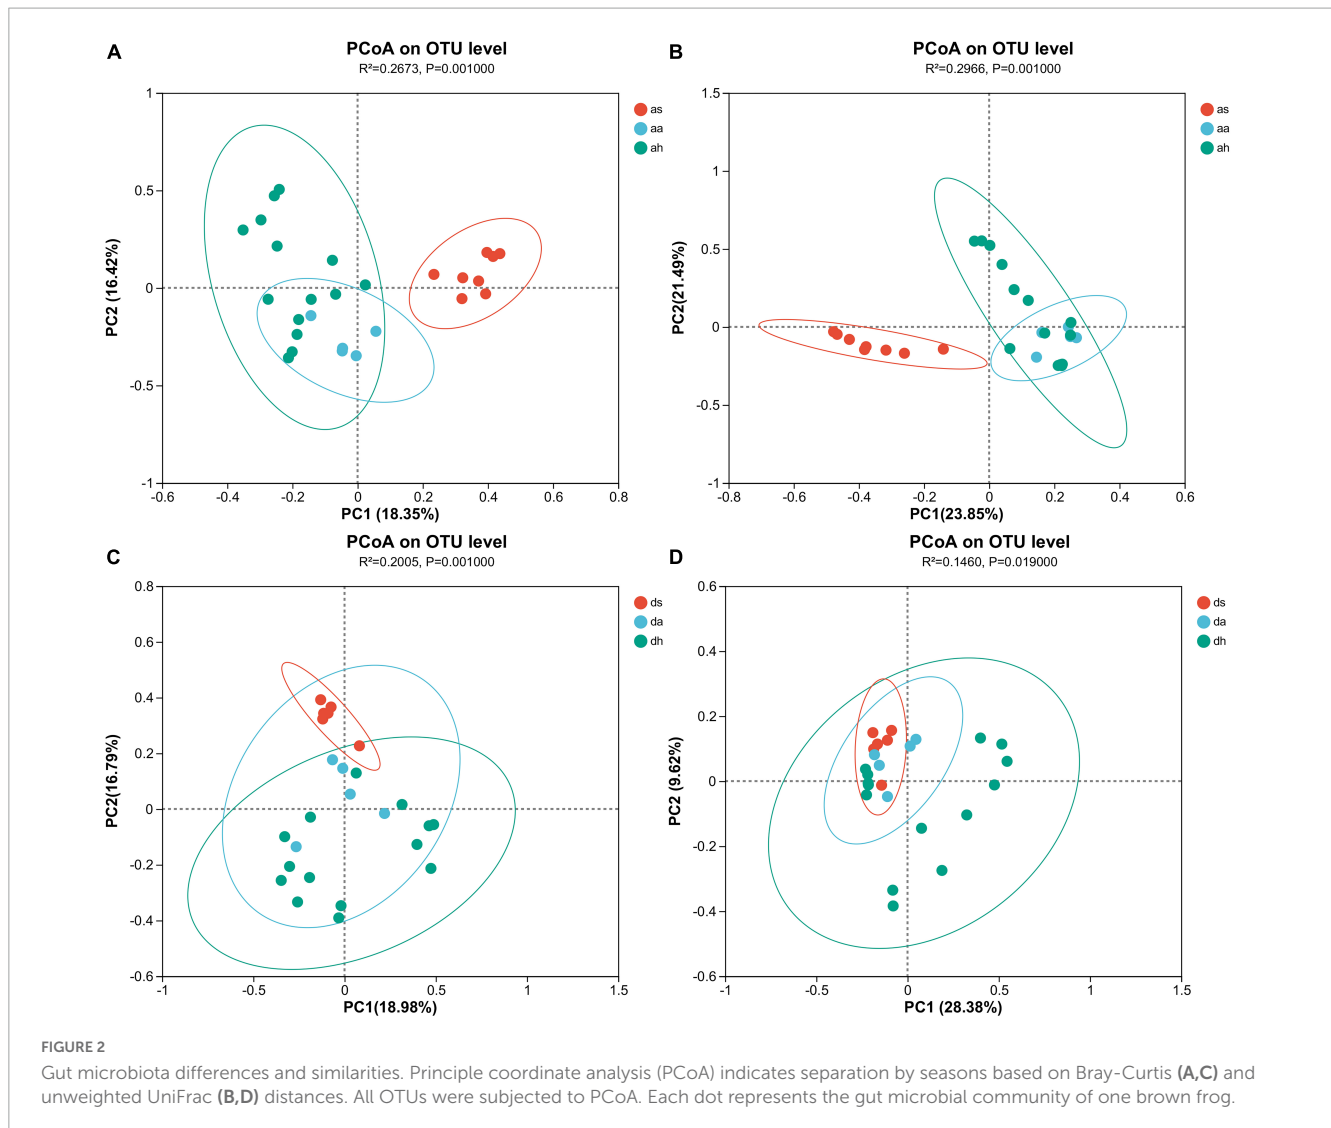 A
PCoA on OTU level
R²=0.2673, P=0.001000
1
0.5
0
-0.5
-1
-0.6 -0.4 -0.2 0 0.2 0.4 0.6 0.8
PC2 (16.42%)
PC1 (18.35%)
as
aa
ah
B
PCoA on OTU level
R²=0.2966, P=0.001000
1.5
1
0.5
0
-0.5
-1
-0.8 -0.6 -0.4 -0.2 0 0.2 0.4 0.6
PC2(21.49%)
PC1(23.85%)
as
aa
ah
C
PCoA on OTU level
R²=0.2005, P=0.001000
0.8
0.6
0.4
0.2
0
-0.2
-0.4
-0.6
-1 -0.5 0 0.5 1 1.5
PC2(16.79%)
PC1(18.98%)
ds
da
dh
D
PCoA on OTU level
R²=0.1460, P=0.019000
0.6
0.4
0.2
0
-0.2
-0.4
-0.6
-1 -0.5 0 0.5 1 1.5
PC2 (9.62%)
PC1 (28.38%)
ds
da
dh
FIGURE 2
Gut microbiota differences and similarities. Principle coordinate analysis (PCoA) indicates separation by seasons based on Bray-Curtis (A,C) and
unweighted UniFrac (B,D) distances. All OTUs were subjected to PCoA. Each dot represents the gut microbial community of one brown frog.